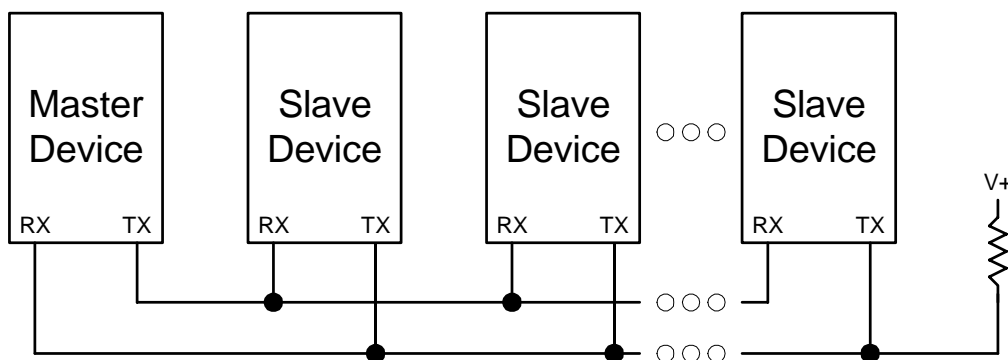 Master
Device
Slave
Device
Slave
Device
Slave
Device
RX TX
RX TX
RX TX
RX TX
V+